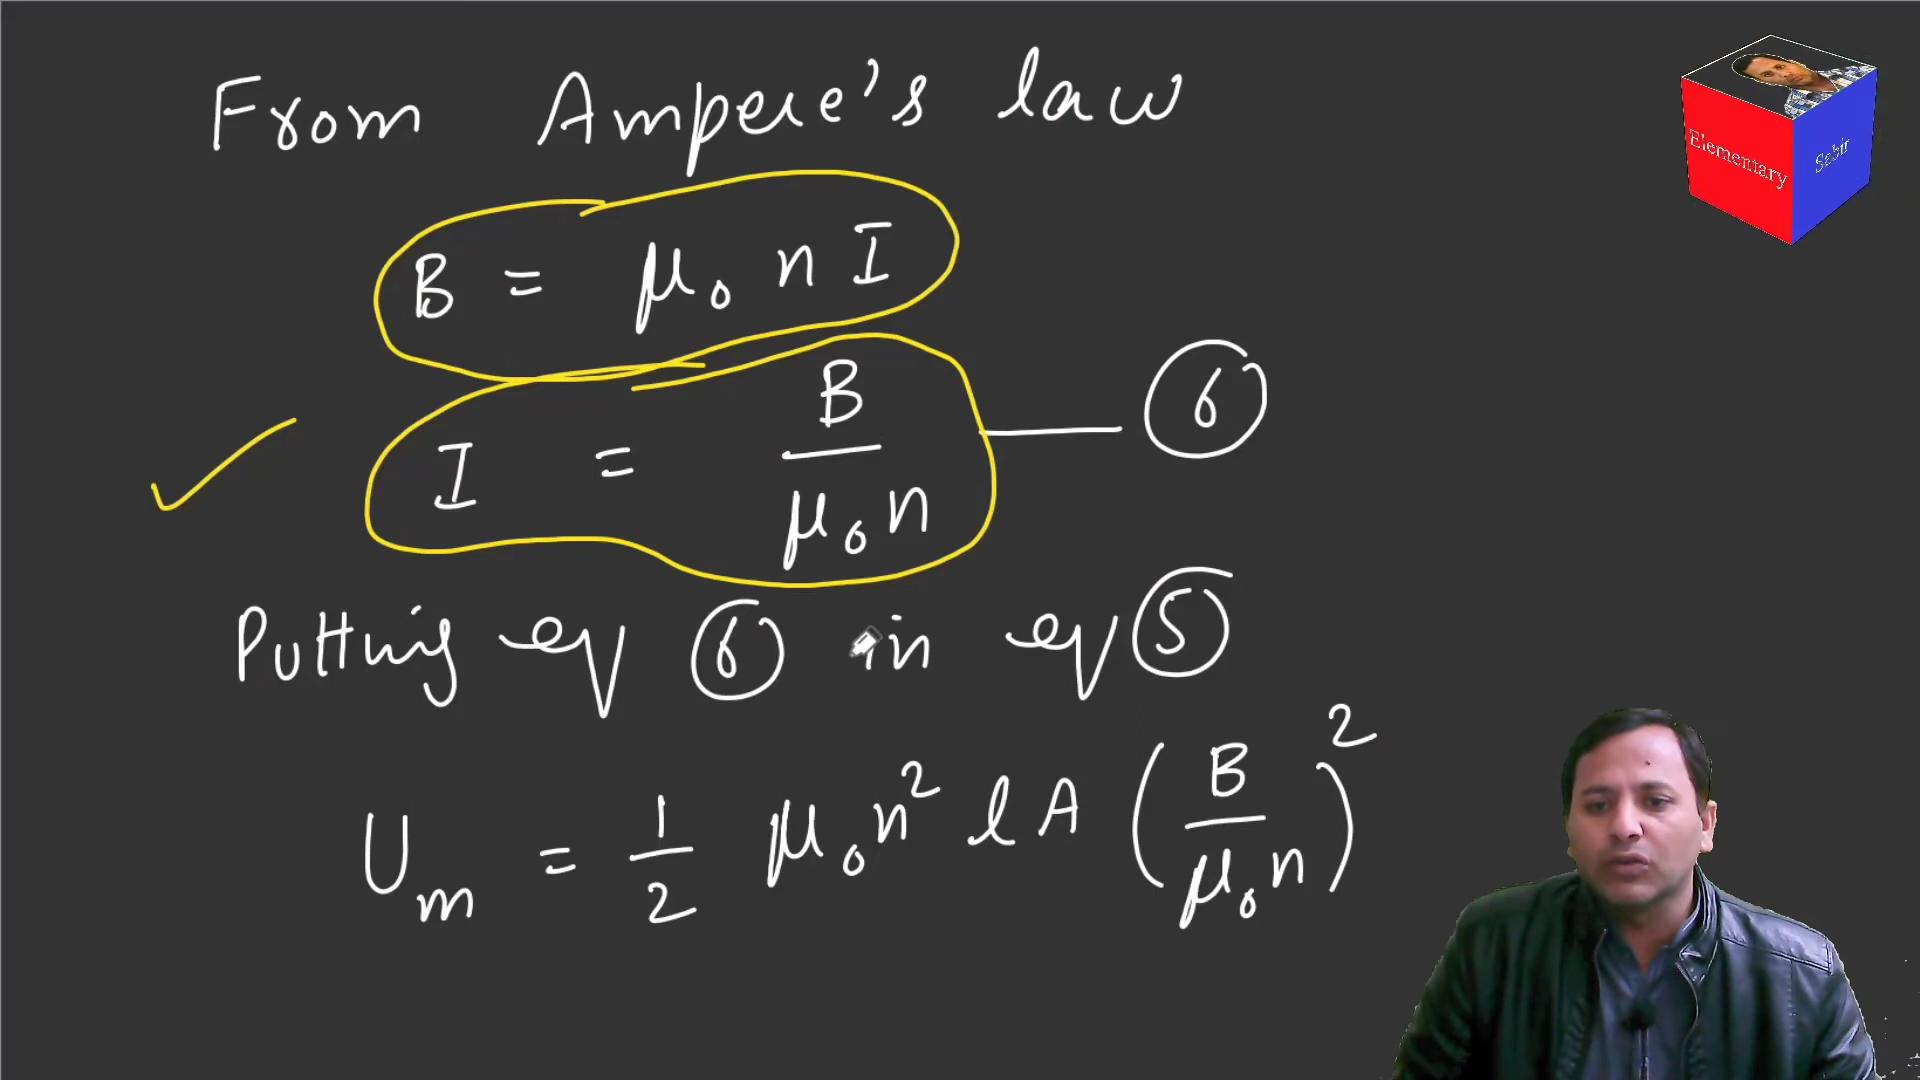 From Ampere's law
Elementary
Sabir
B = μ₀ n I
I = B/μ₀n — ⑥
Putting eq ⑥ in eq ⑤
Uₘ = 1/2 μ₀n² l A (B/μ₀n)²